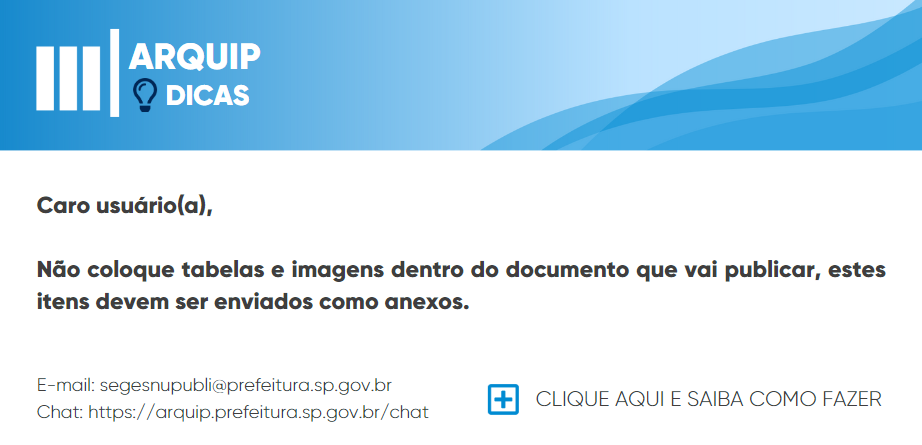 ARQUIP
DICAS
Caro usuário(a),
Não coloque tabelas e imagens dentro do documento que vai publicar, estes
itens devem ser enviados como anexos.
E-mail: segesnupubli@prefeitura.sp.gov.br
Chat: https://arquip.prefeitura.sp.gov.br/chat
CLIQUE AQUI E SAIBA COMO FAZER